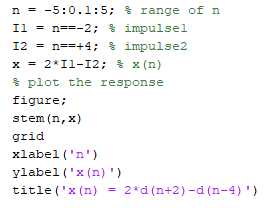 n = -5:0.1:5; % range of n
I1 = n==-2; % impulse1
I2 = n==+4; % impulse2
x = 2*I1-I2; % x(n)
% plot the response
figure;
stem(n,x)
grid
xlabel('n')
ylabel('x(n)')
title('x(n) = 2*d(n+2)-d(n-4)')